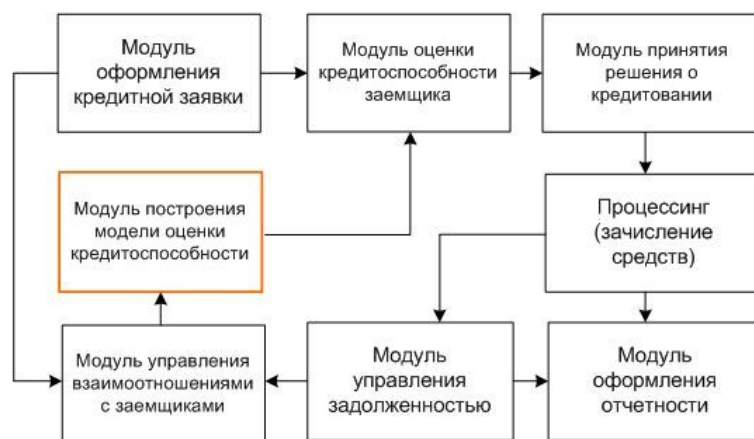 Модуль
оформления
кредитной заявки
Модуль оценки
кредитоспособности
заемщика
Модуль принятия
решения о
кредитовании
Модуль построения
модели оценки
кредитоспособности
Процессинг
(зачисление
средств)
Модуль управления
взаимоотношениями
с заемщиками
Модуль
управления
задолженностью
Модуль
оформления
отчетности